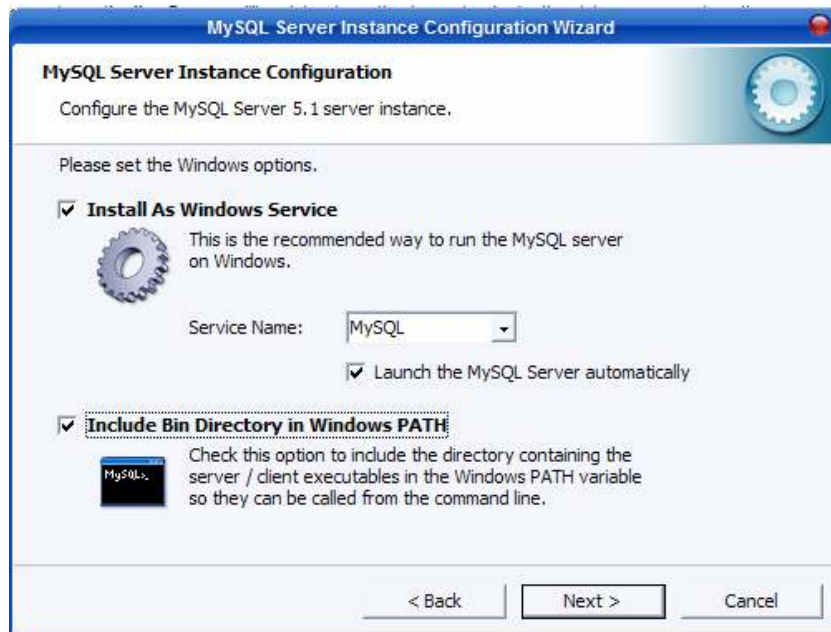 MySQL Server Instance Configuration Wizard
MySQL Server Instance Configuration
Configure the MySQL Server 5.1 server instance.
Please set the Windows options.
Install As Windows Service
This is the recommended way to run the MySQL server
on Windows.
Service Name: MySQL
Launch the MySQL Server automatically
Include Bin Directory in Windows PATH
Check this option to include the directory containing the
server / client executables in the Windows PATH variable
so they can be called from the command line.
MySQL>_
< Back Next > Cancel